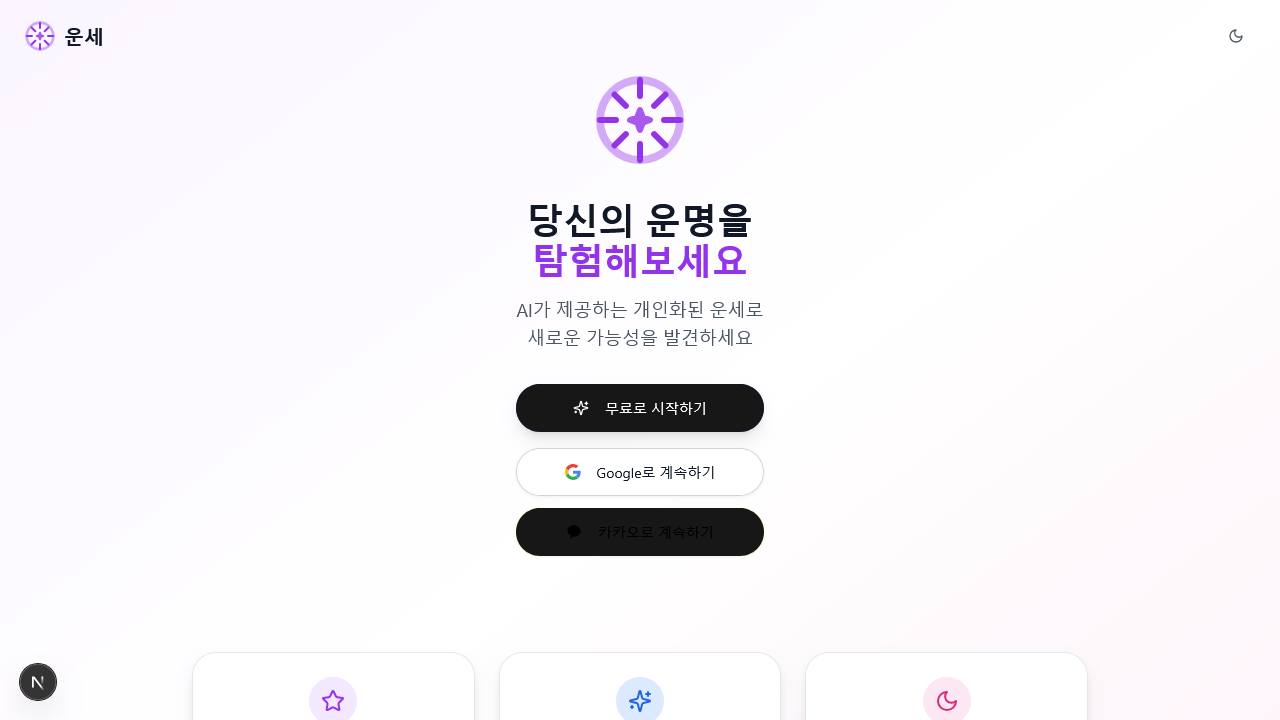 운세
당신의 운명을
탐험해보세요
AI가 제공하는 개인화된 운세로
새로운 가능성을 발견하세요
무료로 시작하기
Google로 계속하기
카카오로 계속하기
N